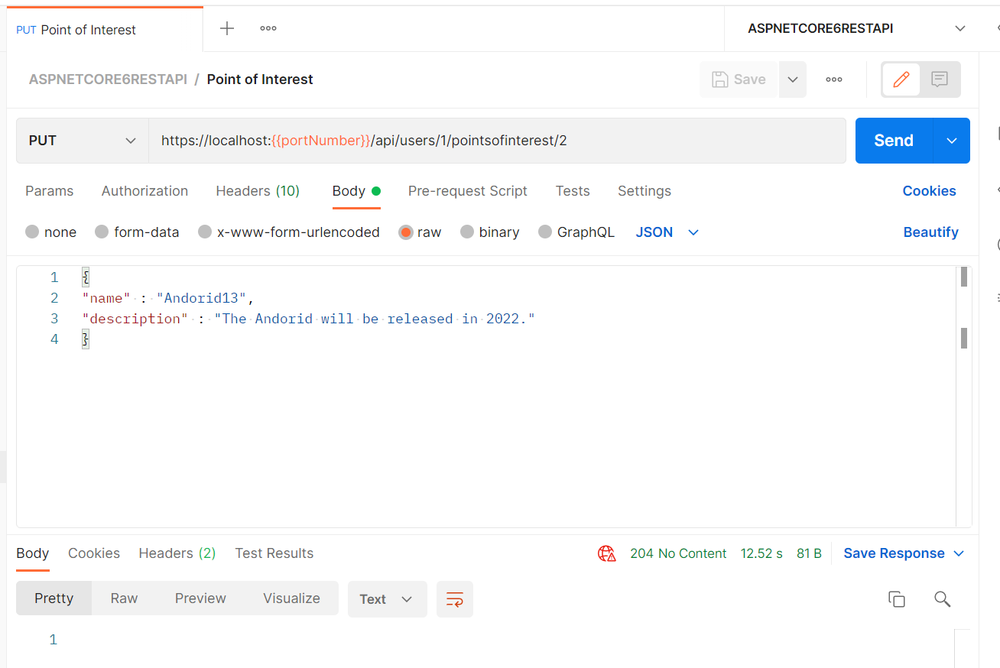 PUT Point of Interest
ASPNETCORE6RESTAPI
ASPNETCORE6RESTAPI / Point of Interest
Save
PUT
https://localhost:{{portNumber}}/api/users/1/pointsofinterest/2
Send
Params Authorization Headers (10) Body Pre-request Script Tests Settings Cookies
none form-data x-www-form-urlencoded raw binary GraphQL JSON Beautify
1 {
2 "name" : "Andorid13",
3 "description" : "The Andorid will be released in 2022."
4 }
Body Cookies Headers (2) Test Results 204 No Content 12.52 s 81 B Save Response
Pretty Raw Preview Visualize Text
1